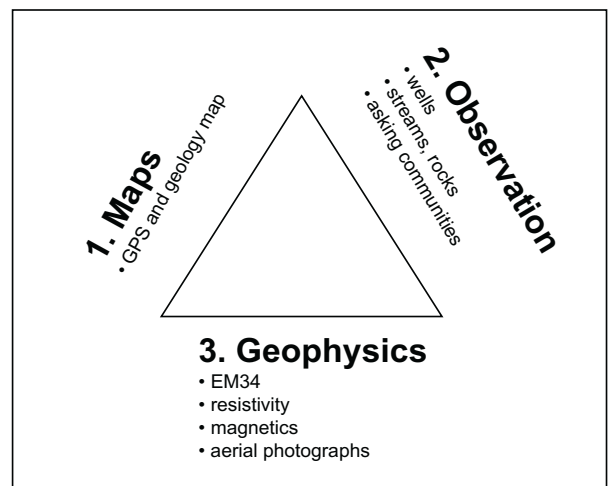 1. Maps
• GPS and geology map
2. Observation
• wells
• streams, rocks
• asking communities
3. Geophysics
• EM34
• resistivity
• magnetics
• aerial photographs